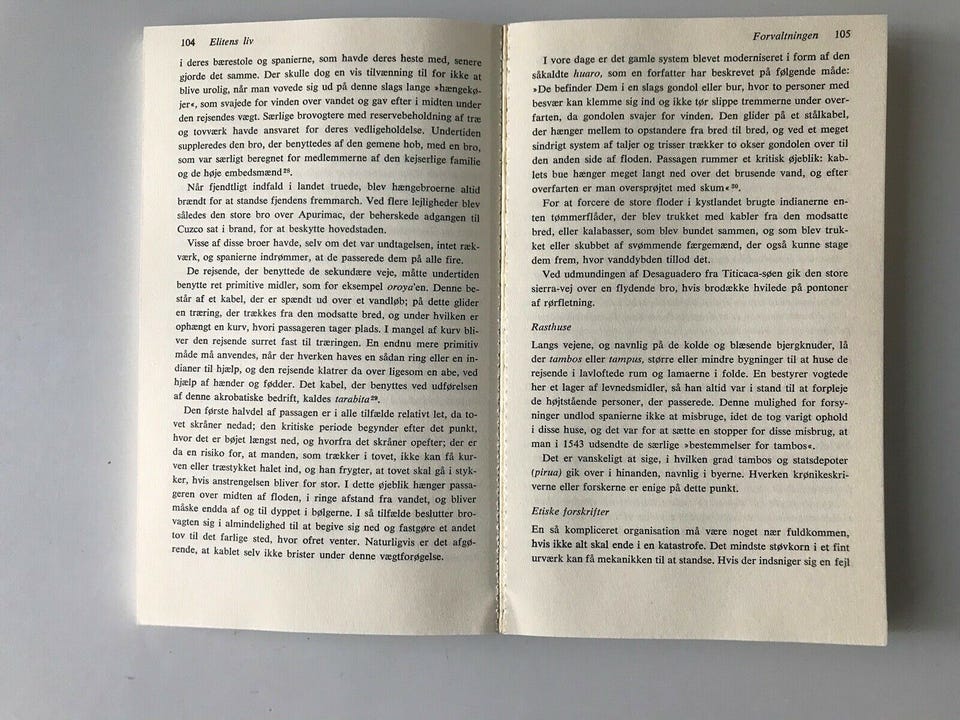 104 Elitens liv
i deres bærestole og spanierne, som havde deres heste med, senere
gjorde det samme. Der skulle dog en vis tilvænning til for ikke at
blive urolig, når man vovede sig ud på denne slags lange »hængekø-
jer«, som svajede for vinden over vandet og gav efter i midten under
den rejsendes vægt. Særlige brovogtere med reservebeholdning af træ
og tovværk havde ansvaret for deres vedligeholdelse. Undertiden
suppleredes den bro, der benyttedes af den gemene hob, med en bro,
som var særligt beregnet for medlemmerne af den kejserlige familie
og de høje embedsmænd²⁸.
Når fjendtligt indfald i landet truede, blev hængebroerne altid
brændt for at standse fjendens fremmarch. Ved flere lejligheder blev
således den store bro over Apurimac, der beherskede adgangen til
Cuzco sat i brand, for at beskytte hovedstaden.
Visse af disse broer havde, selv om det var undtagelsen, intet ræk-
værk, og spanierne indrømmer, at de passerede dem på alle fire.
De rejsende, der benyttede de sekundære veje, måtte undertiden
benytte ret primitive midler, som for eksempel oroya'en. Denne be-
står af et kabel, der er spændt ud over et vandløb; på dette glider
en træring, der trækkes fra den modsatte bred, og under hvilken er
ophængt en kurv, hvori passageren tager plads. I mangel af kurv bli-
ver den rejsende surret fast til træringen. En endnu mere primitiv
måde må anvendes, når der hverken haves en sådan ring eller en in-
dianer til hjælp, og den rejsende klatrer da over ligesom en abe, ved
hjælp af hænder og fødder. Det kabel, der benyttes ved udførelsen
af denne akrobatiske bedrift, kaldes tarabita²⁹.
Den første halvdel af passagen er i alle tilfælde relativt let, da to-
vet skråner nedad; den kritiske periode begynder efter det punkt,
hvor det er bøjet længst ned, og hvorfra det skråner opefter; der er
da en risiko for, at manden, som trækker i tovet, ikke kan få kur-
ven eller træstykket halet ind, og han frygter, at tovet skal gå i styk-
ker, hvis anstrengelsen bliver for stor. I dette øjeblik hænger passa-
geren over midten af floden, i ringe afstand fra vandet, og bliver
måske endda af og til dyppet i bølgerne. I så tilfælde beslutter bro-
vagten sig i almindelighed til at begive sig ned og fastgøre et andet
tov til det farlige sted, hvor ofret venter. Naturligvis er det afgø-
rende, at kablet selv ikke brister under denne vægtforøgelse.
Forvaltningen 105
I vore dage er det gamle system blevet moderniseret i form af den
såkaldte huaro, som en forfatter har beskrevet på følgende måde:
»De befinder Dem i en slags gondol eller bur, hvor to personer med
besvær kan klemme sig ind og ikke tør slippe tremmerne under over-
farten, da gondolen svajer for vinden. Den glider på et stålkabel,
der hænger mellem to opstandere fra bred til bred, og ved et meget
sindrigt system af taljer og trisser trækker to okser gondolen over til
den anden side af floden. Passagen rummer et kritisk øjeblik: kab-
lets bue hænger meget langt ned over det brusende vand, og efter
overfarten er man oversprøjtet med skum«³⁰.
For at forcere de store floder i kystlandet brugte indianerne en-
ten tømmerflåder, der blev trukket med kabler fra den modsatte
bred, eller kalabasser, som blev bundet sammen, og som blev truk-
ket eller skubbet af svømmende færgemænd, der også kunne stage
dem frem, hvor vanddybden tillod det.
Ved udmundingen af Desaguadero fra Titicaca-søen gik den store
sierra-vej over en flydende bro, hvis brodække hvilede på pontoner
af rørfletning.
Rasthuse
Langs vejene, og navnlig på de kolde og blæsende bjergknuder, lå
der tambos eller tampus, større eller mindre bygninger til at huse de
rejsende i lavloftede rum og lamaerne i folde. En bestyrer vogtede
her et lager af levnedsmidler, så han altid var i stand til at forpleje
de højtstående personer, der passerede. Denne mulighed for forsy-
ninger undlod spanierne ikke at misbruge, idet de tog varigt ophold
i disse huse, og det var for at sætte en stopper for disse misbrug, at
man i 1543 udsendte de særlige »bestemmelser for tambos«.
Det er vanskeligt at sige, i hvilken grad tambos og statsdepoter
(pirua) gik over i hinanden, navnlig i byerne. Hverken krønikeskri-
verne eller forskerne er enige på dette punkt.
Etiske forskrifter
En så kompliceret organisation må være noget nær fuldkommen,
hvis ikke alt skal ende i en katastrofe. Det mindste støvkorn i et fint
urværk kan få mekanikken til at standse. Hvis der indsniger sig en fejl